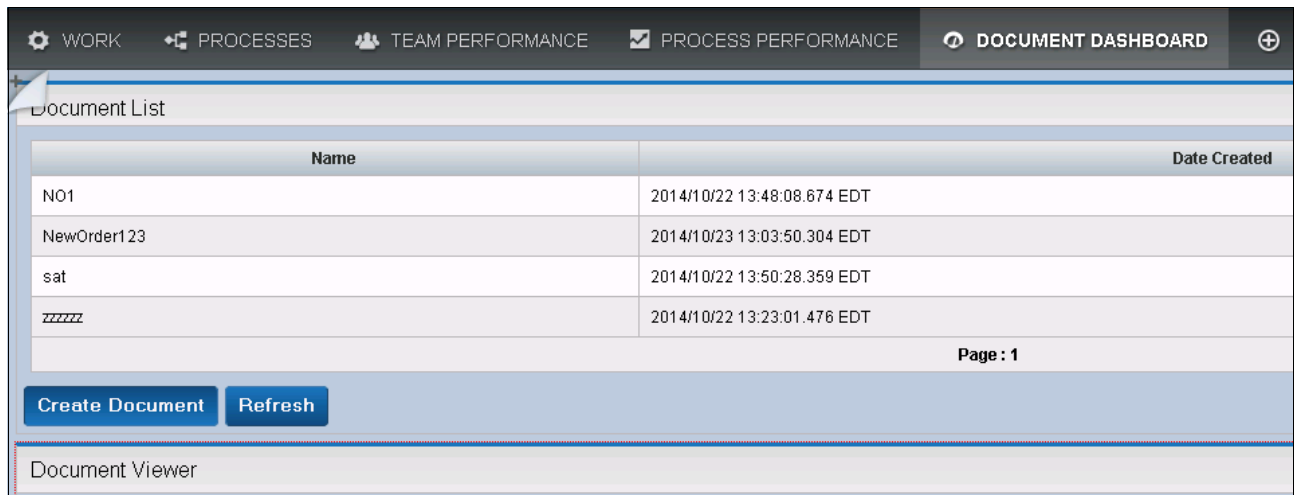 WORK PROCESSES TEAM PERFORMANCE PROCESS PERFORMANCE DOCUMENT DASHBOARD
Document List
Name Date Created
NO1 2014/10/22 13:48:08.674 EDT
NewOrder123 2014/10/23 13:03:50.304 EDT
sat 2014/10/22 13:50:28.359 EDT
zzzzzz 2014/10/22 13:23:01.476 EDT
Page : 1
Create Document Refresh
Document Viewer